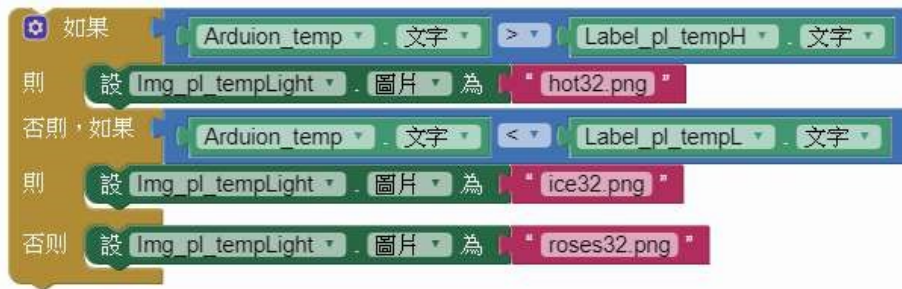 如果 Arduion_temp . 文字 > Label_pl_tempH . 文字
則 設 Img_pl_tempLight . 圖片 為 " hot32.png "
否則，如果 Arduion_temp . 文字 < Label_pl_tempL . 文字
則 設 Img_pl_tempLight . 圖片 為 " ice32.png "
否则 設 Img_pl_tempLight . 圖片 為 " roses32.png "